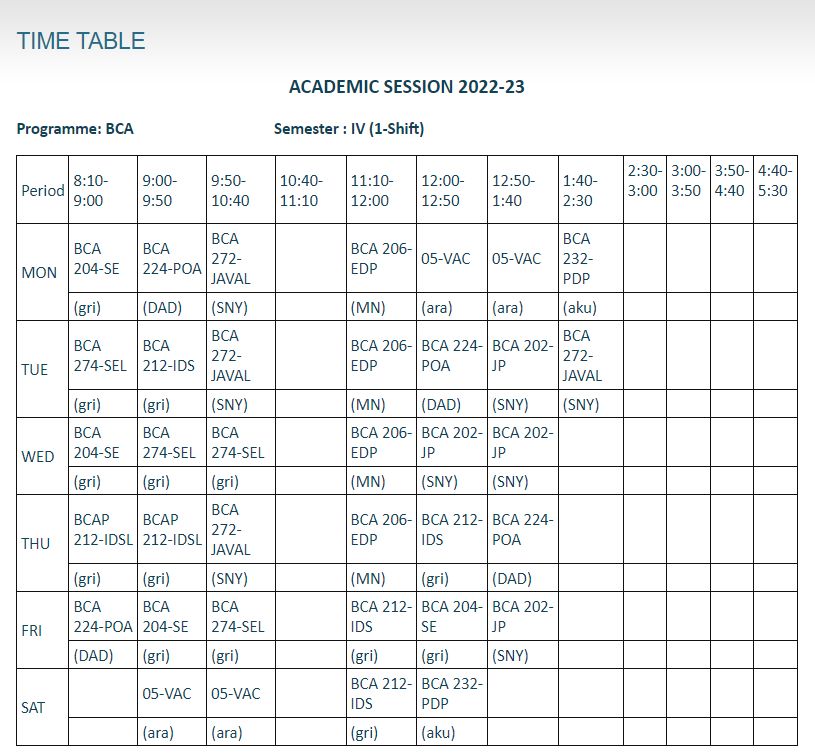 TIME TABLE
ACADEMIC SESSION 2022-23
Programme: BCA Semester : IV (1-Shift)
Period 8:10-9:00 9:00-9:50 9:50-10:40 10:40-11:10 11:10-12:00 12:00-12:50 12:50-1:40 1:40-2:30 2:30-3:00 3:00-3:50 3:50-4:40 4:40-5:30
MON BCA 204-SE BCA 224-POA BCA 272-JAVAL BCA 206-EDP 05-VAC 05-VAC BCA 232-PDP
(gri) (DAD) (SNY) (MN) (ara) (ara) (aku)
TUE BCA 274-SEL BCA 212-IDS BCA 272-JAVAL BCA 206-EDP BCA 224-POA BCA 202-JP BCA 272-JAVAL
(gri) (gri) (SNY) (MN) (DAD) (SNY) (SNY)
WED BCA 204-SE BCA 274-SEL BCA 274-SEL BCA 206-EDP BCA 202-JP BCA 202-JP
(gri) (gri) (gri) (MN) (SNY) (SNY)
THU BCAP 212-IDSL BCAP 212-IDSL BCA 272-JAVAL BCA 206-EDP BCA 212-IDS BCA 224-POA
(gri) (gri) (SNY) (MN) (gri) (DAD)
FRI BCA 224-POA BCA 204-SE BCA 274-SEL BCA 212-IDS BCA 204-SE BCA 202-JP
(DAD) (gri) (gri) (gri) (gri) (SNY)
SAT 05-VAC 05-VAC BCA 212-IDS BCA 232-PDP
(ara) (ara) (gri) (aku)